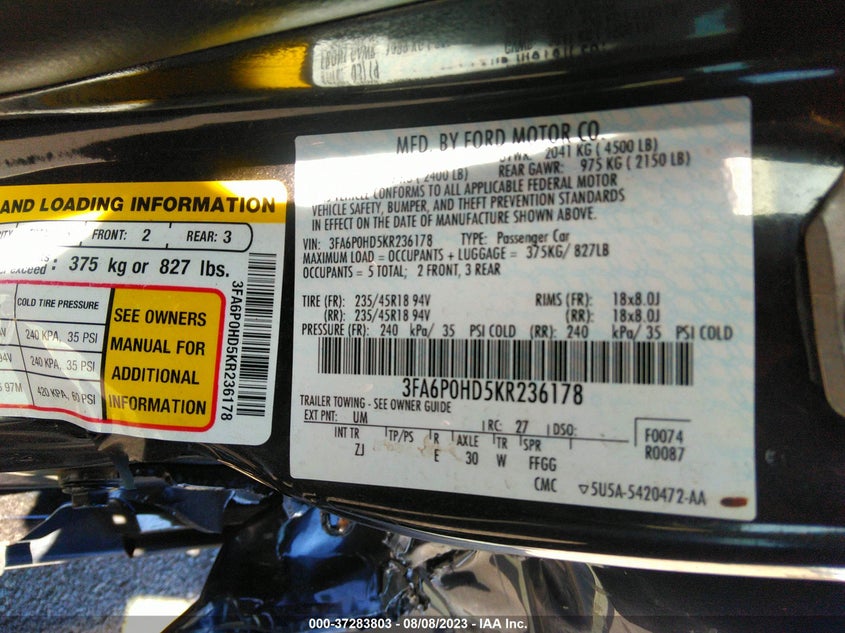 MFD. BY FORD MOTOR CO.
2041 KG ( 4500 LB)
KG ( 2400 LB) REAR GAWR: 975 KG ( 2150 LB)
VEHICLE CONFORMS TO ALL APPLICABLE FEDERAL MOTOR
VEHICLE SAFETY, BUMPER, AND THEFT PREVENTION STANDARDS
IN EFFECT ON THE DATE OF MANUFACTURE SHOWN ABOVE.
VIN: 3FA6P0HD5KR236178 TYPE: Passenger Car
MAXIMUM LOAD = OCCUPANTS + LUGGAGE = 375KG/ 827LB
OCCUPANTS = 5 TOTAL; 2 FRONT, 3 REAR
TIRE (FR): 235/45R18 94V RIMS (FR): 18x8.0J
(RR): 235/45R18 94V (RR): 18x8.0J
PRESSURE (FR): 240 kPa/ 35 PSI COLD (RR): 240 kPa/ 35 PSI COLD
3FA6P0HD5KR236178
TRAILER TOWING - SEE OWNER GUIDE
EXT PNT: UM RC: 27 DSO: F0074
INT TR TP/PS R AXLE TR SPR R0087
ZJ E 30 W FFGG
CMC ▽5U5A-5420472-AA
AND LOADING INFORMATION
FRONT: 2 REAR: 3
exceed : 375 kg or 827 lbs.
COLD TIRE PRESSURE
240 KPA, 35 PSI
94V 240 KPA, 35 PSI
97M 420 KPA, 60 PSI
SEE OWNERS
MANUAL FOR
ADDITIONAL
INFORMATION
3FA6P0HD5KR236178
000-37283803 - 08/08/2023 - IAA Inc.